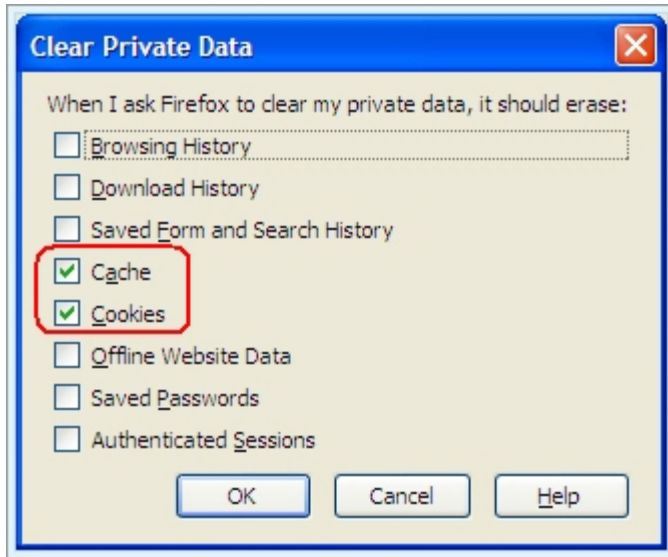 Clear Private Data
When I ask Firefox to clear my private data, it should erase:
Browsing History
Download History
Saved Form and Search History
Cache
Cookies
Offline Website Data
Saved Passwords
Authenticated Sessions
OK Cancel Help